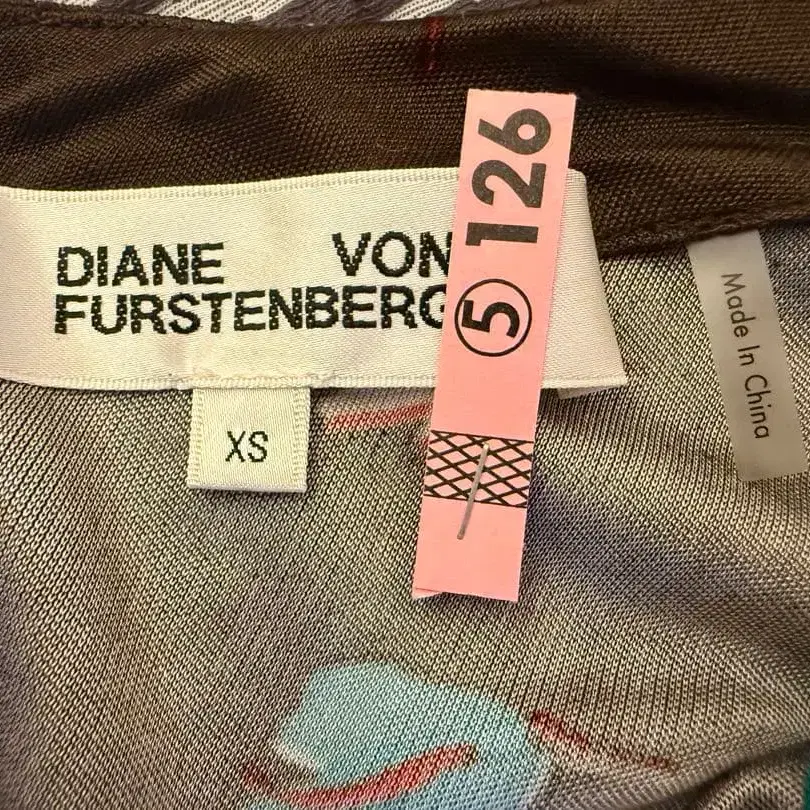 DIANE VON
FURSTENBERG
XS
5 126
Made In China